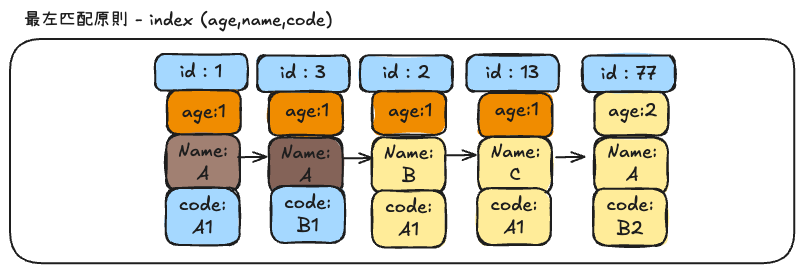 最左匹配原則 - index (age,name,code)
id : 1
age:1
Name:
A
code:
A1
id : 3
age:1
Name:
A
code:
B1
id : 2
age:1
Name:
B
code:
A1
id : 13
age:1
Name:
C
code:
A1
id : 77
age:2
Name:
A
code:
B2